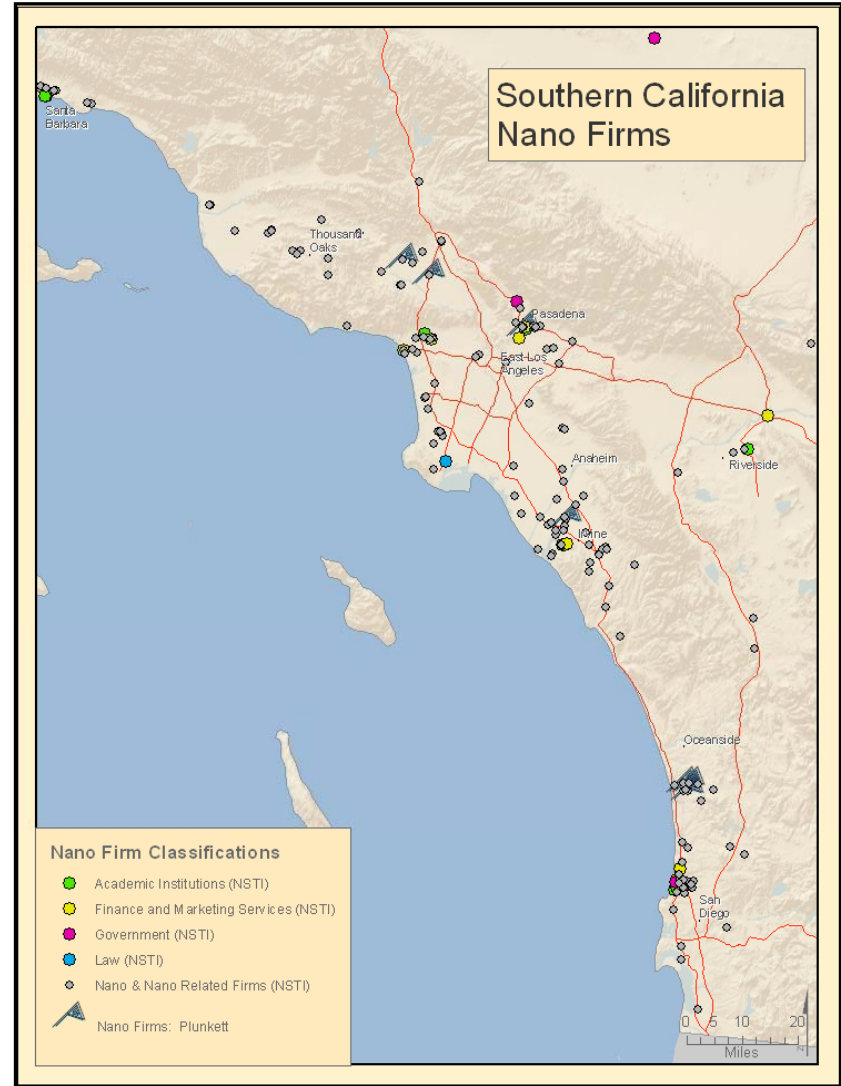 Southern California
Nano Firms
Santa
Barbara
Thousand
Oaks
Pasadena
East Los
Angeles
Riverside
Anaheim
Irvine
Oceanside
San
Diego
Nano Firm Classifications
Academic Institutions (NSTI)
Finance and Marketing Services (NSTI)
Government (NSTI)
Law (NSTI)
Nano & Nano Related Firms (NSTI)
Nano Firms: Plunkett
0 5 10 20
Miles